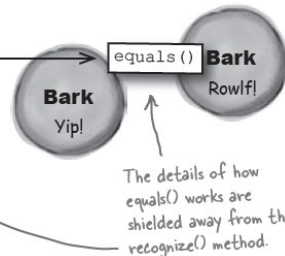 equals()
Bark
Rowlf!
Bark
Yip!
The details of how
equals() works are
shielded away from th
recognize() method.